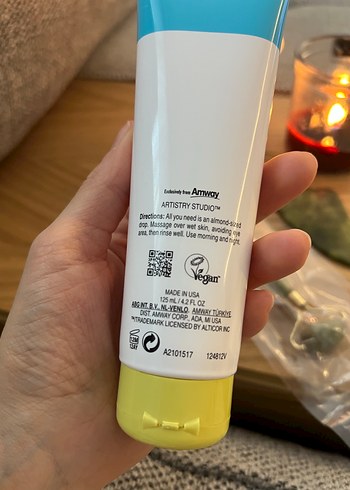 Exclusively from Amway
ARTISTRY STUDIO™
Directions: All you need is an almond-sized
drop. Massage over wet skin, avoiding eye
area, then rinse well. Use morning and night.
Vegan
MADE IN USA
125 mL / 4.2 FL OZ
ABG INT. B.V., NL-VENLO, AMWAY TÜRKİYE,
DIST. AMWAY CORP., ADA, MI USA
™TRADEMARK LICENSED BY ALTICOR INC
A2101517 124812V